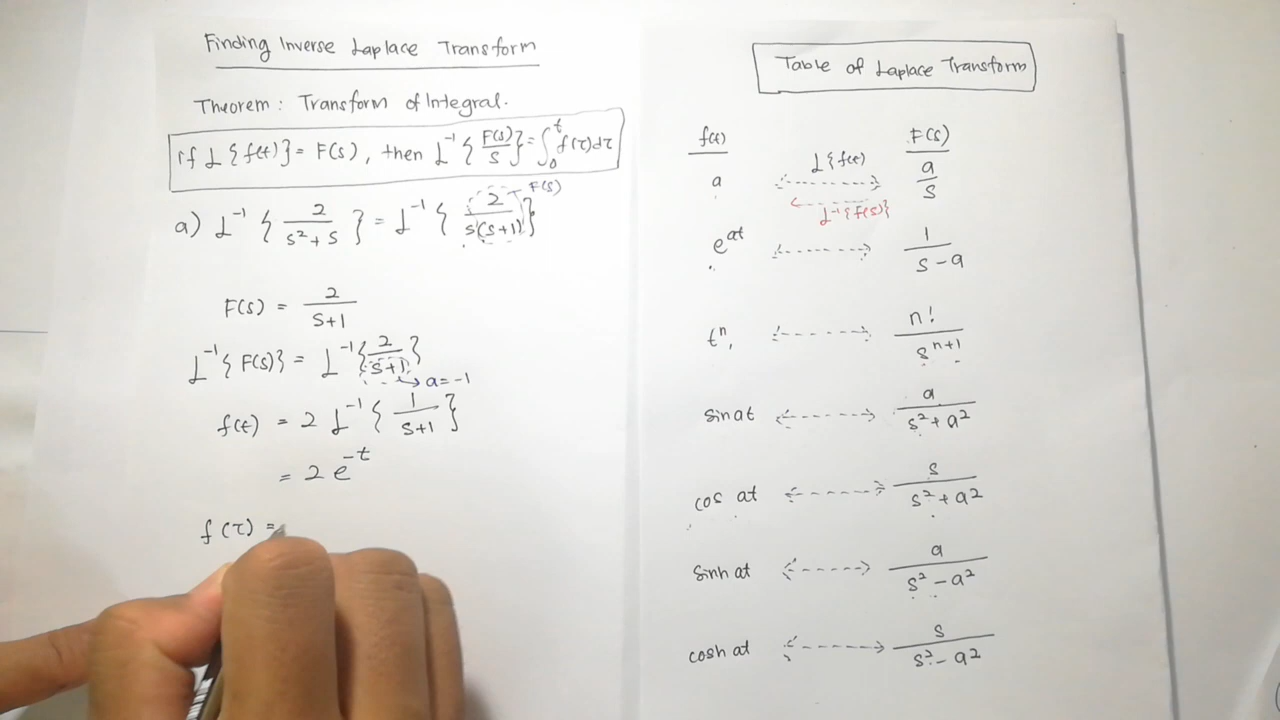 Finding Inverse Laplace Transform
Theorem : Transform of Integral.
if L{f(t)} = F(s), then L⁻¹{F(s)/s} = ∫₀ᵗ f(τ)dτ
a) L⁻¹{2/(s²+s)} = L⁻¹{2/(s(s+1))} → F(s)
F(s) = 2/(s+1)
L⁻¹{F(s)} = L⁻¹{2/(s+1)}
→ a = -1
f(t) = 2 L⁻¹{1/(s+1)}
= 2e^(-t)
f(τ) =
Table of Laplace Transform
f(t) F(s)
L{f(t)}
a a/s
L⁻¹{F(s)}
e^(at) 1/(s-a)
tⁿ, n!/s^(n+1)
sin at a/(s²+a²)
cos at s/(s²+a²)
sinh at a/(s²-a²)
cosh at s/(s²-a²)